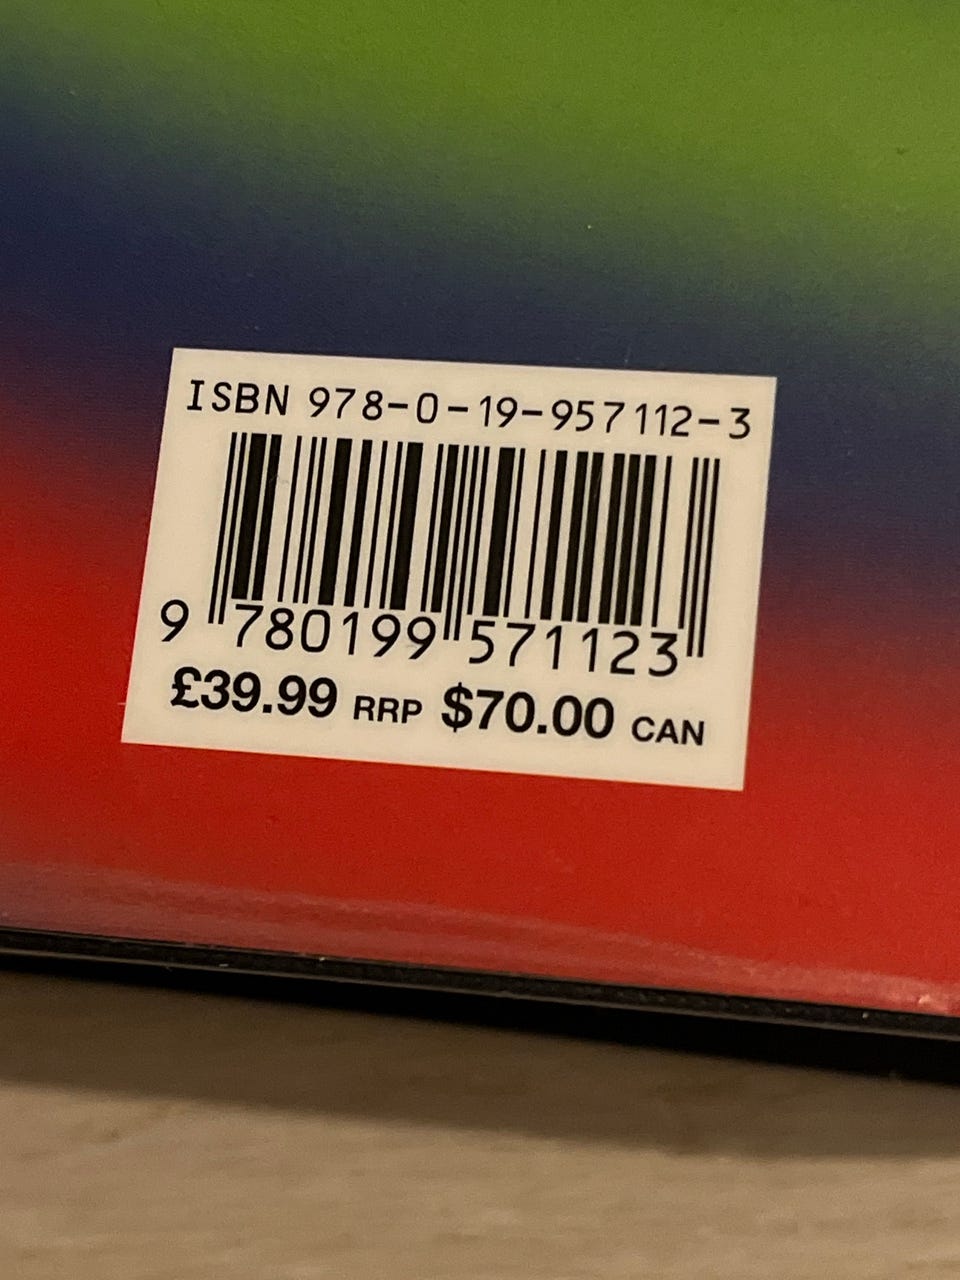 ISBN 978-0-19-957112-3
9 780199 571123
£39.99 RRP $70.00 CAN